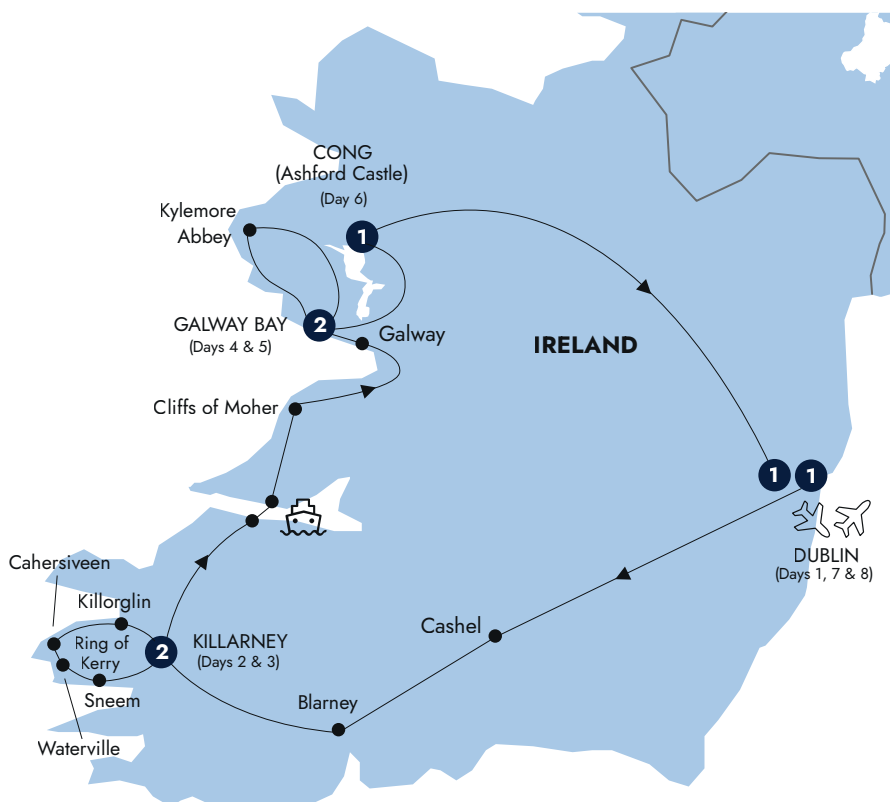 CONG
(Ashford Castle)
(Day 6)
1
Kylemore
Abbey
GALWAY BAY
(Days 4 & 5)
2
Galway
IRELAND
Cliffs of Moher
1
1
DUBLIN
(Days 1, 7 & 8)
Cahersiveen
Killorglin
Ring of
Kerry
2
KILLARNEY
(Days 2 & 3)
Cashel
Sneem
Blarney
Waterville